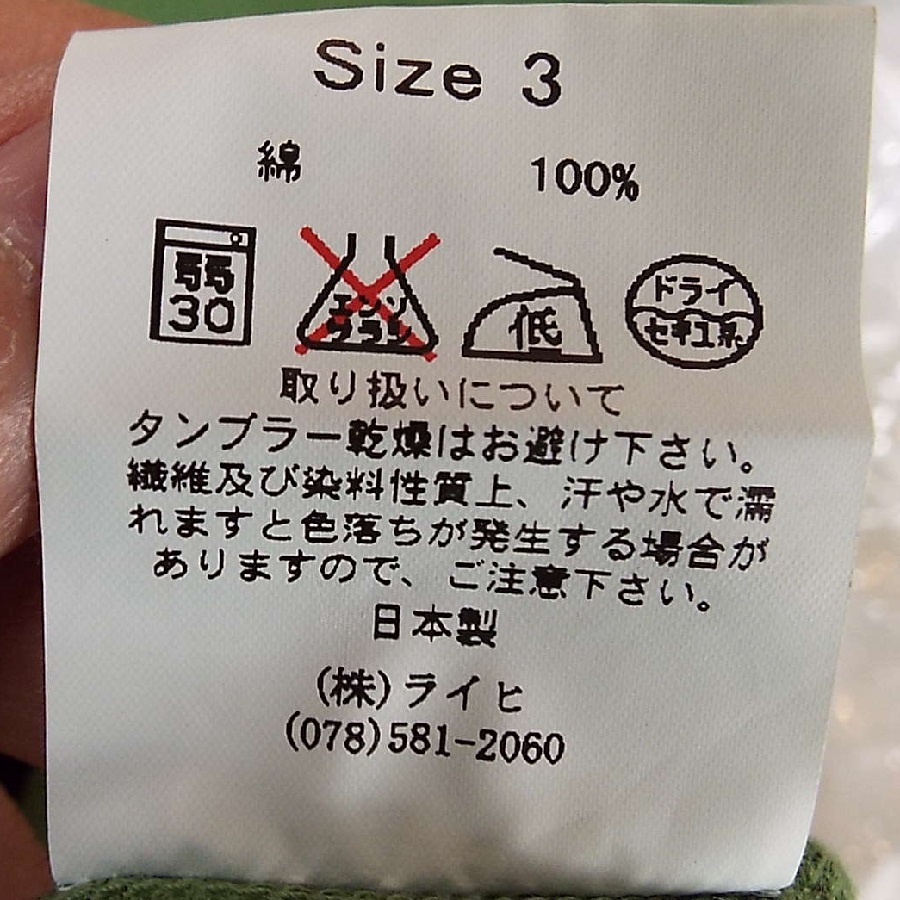 Size 3
綿 100%
弱 30
エンソ サラシ
低
ドライ セキユ系
取り扱いについて
タンブラー乾燥はお避け下さい。
繊維及び染料性質上、汗や水で濡
れますと色落ちが発生する場合が
ありますので、ご注意下さい。
日本製
(株)ライヒ
(078)581-2060